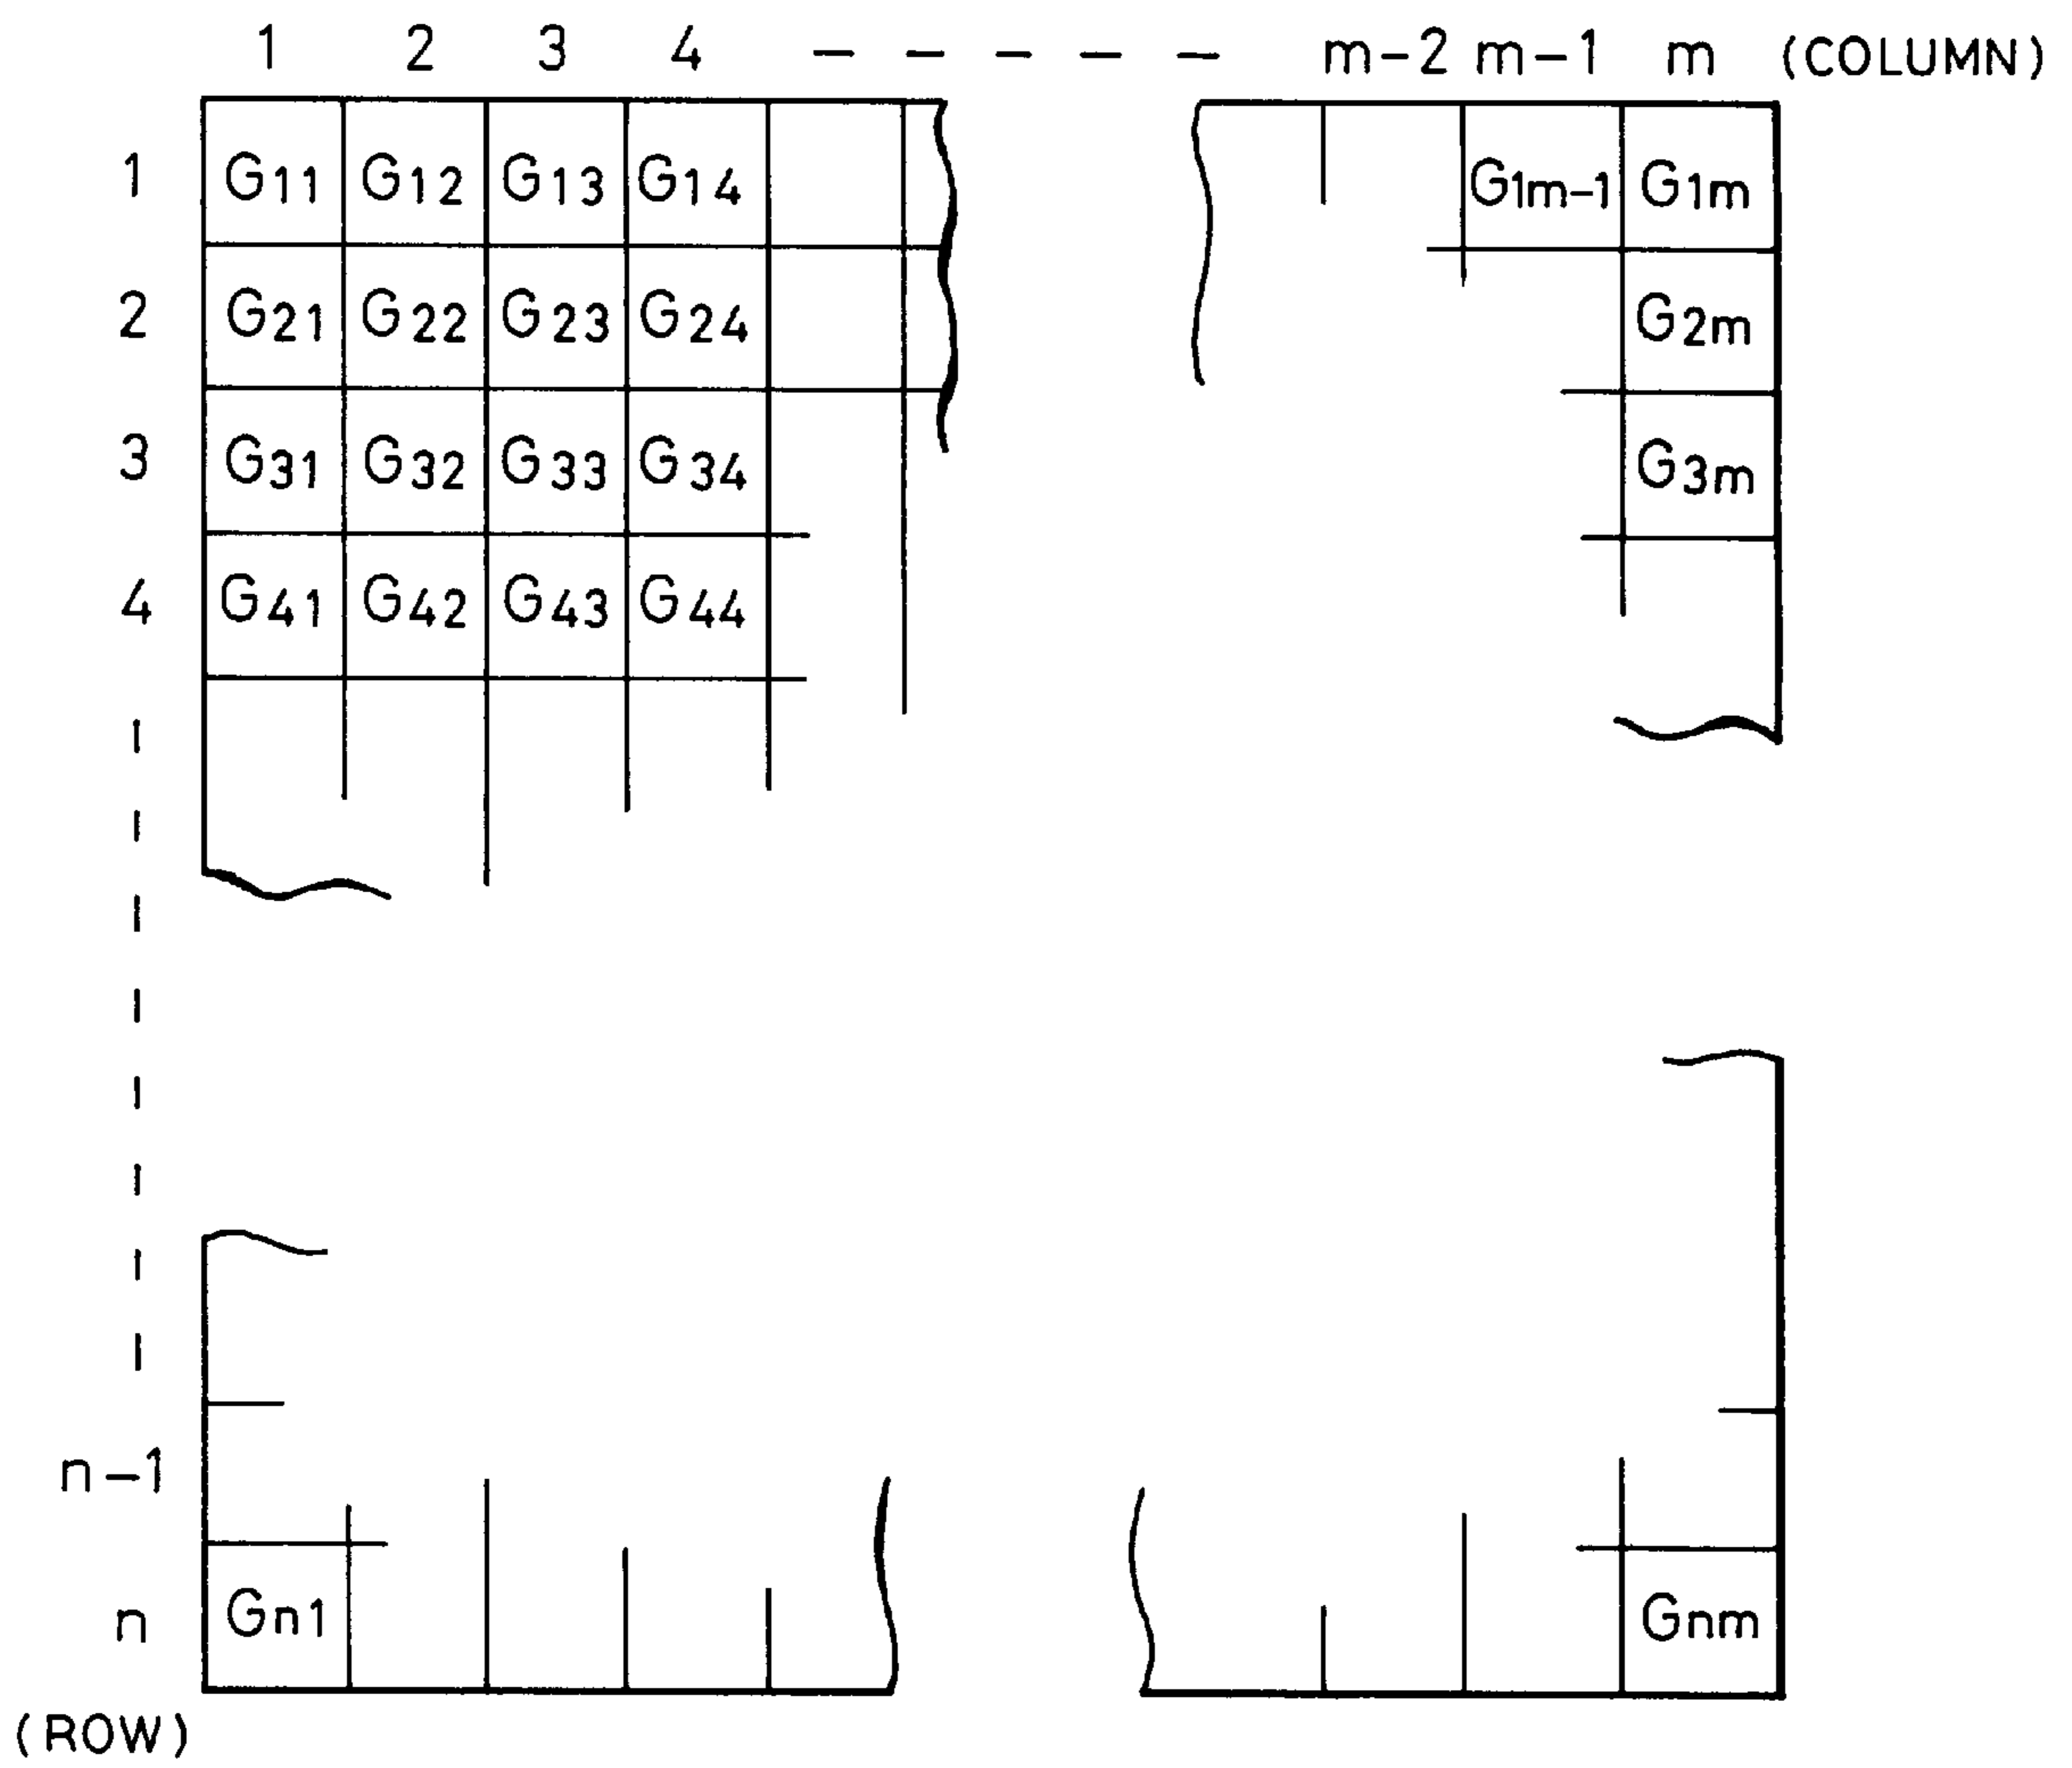 1 2 3 4 - - - - - m-2 m-1 m (COLUMN)
1 G11 G12 G13 G14 G1m-1 G1m
2 G21 G22 G23 G24 G2m
3 G31 G32 G33 G34 G3m
4 G41 G42 G43 G44
n-1
n Gn1 Gnm
(ROW)